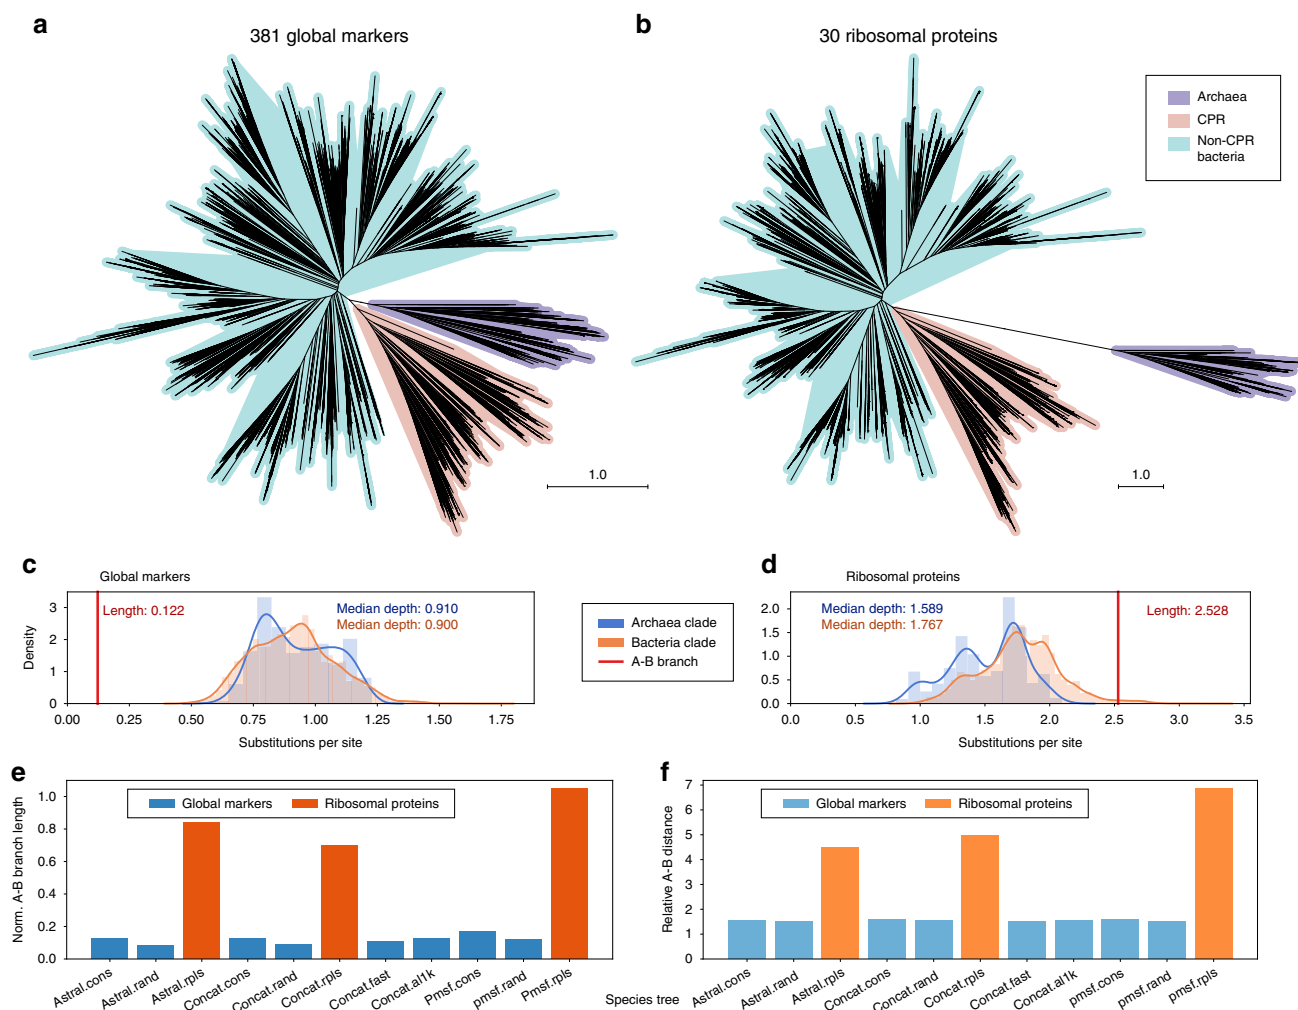 a
381 global markers
b
30 ribosomal proteins
Archaea
CPR
Non-CPR
bacteria
1.0
1.0
c
Global markers
Length: 0.122
Median depth: 0.910
Median depth: 0.900
Density
3
2
1
0
0.00 0.25 0.50 0.75 1.00 1.25 1.50 1.75
Substitutions per site
Archaea clade
Bacteria clade
A-B branch
d
Ribosomal proteins
Median depth: 1.589
Median depth: 1.767
Length: 2.528
2.0
1.5
1.0
0.5
0.0
0.0 0.5 1.0 1.5 2.0 2.5 3.0 3.5
Substitutions per site
e
Global markers Ribosomal proteins
Norm. A-B branch length
1.0
0.8
0.6
0.4
0.2
0.0
Astral.cons Astral.rand Astral.rpls Concat.cons Concat.rand Concat.rpls Concat.fast Concat.al1k Pmsf.cons pmsf.rand Pmsf.rpls
Species tree
f
Global markers Ribosomal proteins
Relative A-B distance
7
6
5
4
3
2
1
0
Astral.cons Astral.rand Astral.rpls Concat.cons Concat.rand Concat.rpls Concat.fast Concat.al1k pmsf.cons pmsf.rand pmsf.rpls